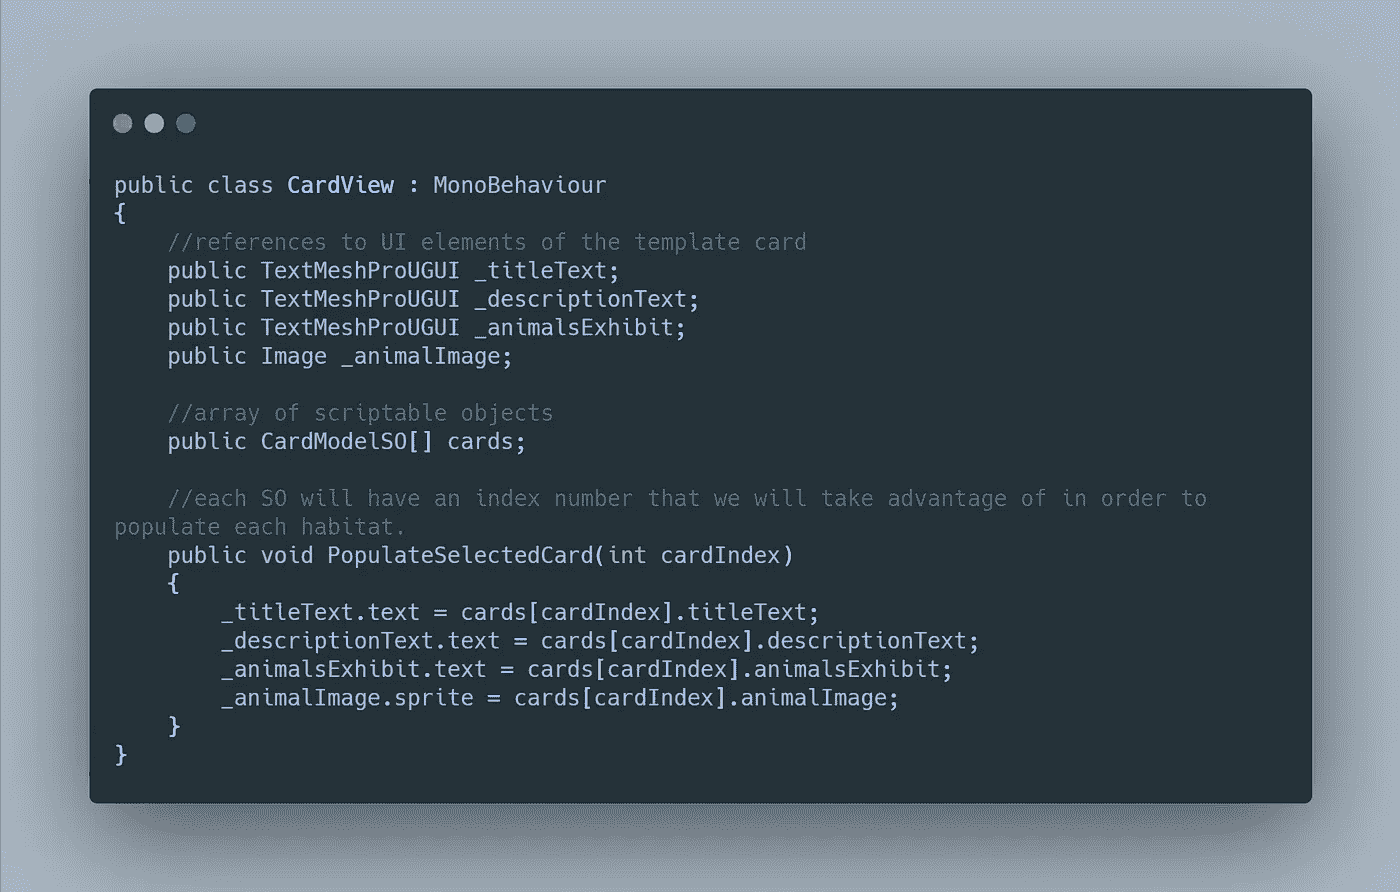 public class CardView : MonoBehaviour
{
    //references to UI elements of the template card
    public TextMeshProUGUI _titleText;
    public TextMeshProUGUI _descriptionText;
    public TextMeshProUGUI _animalsExhibit;
    public Image _animalImage;

    //array of scriptable objects
    public CardModelSO[] cards;

    //each SO will have an index number that we will take advantage of in order to
populate each habitat.
    public void PopulateSelectedCard(int cardIndex)
    {
        _titleText.text = cards[cardIndex].titleText;
        _descriptionText.text = cards[cardIndex].descriptionText;
        _animalsExhibit.text = cards[cardIndex].animalsExhibit;
        _animalImage.sprite = cards[cardIndex].animalImage;
    }
}